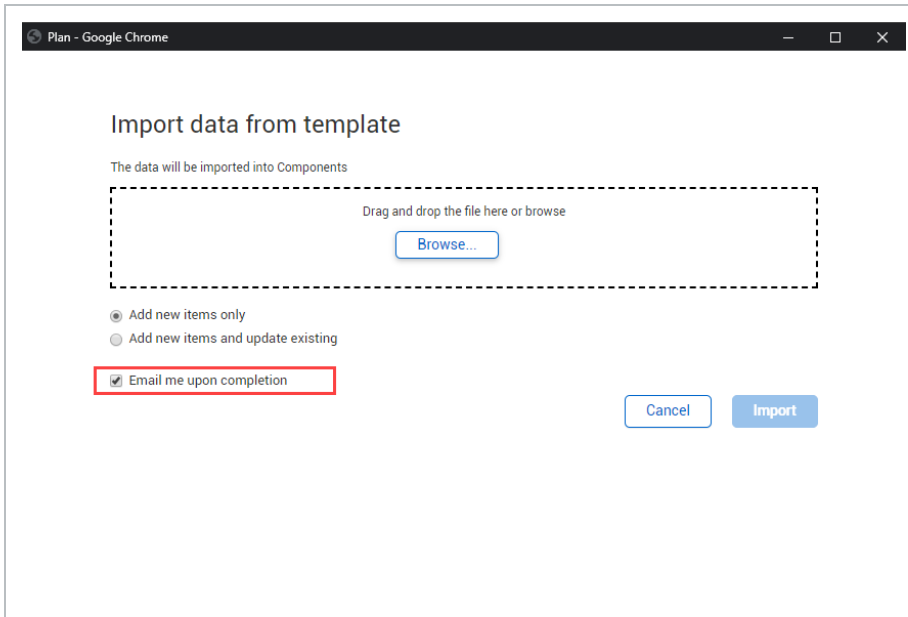 Plan - Google Chrome
Import data from template
The data will be imported into Components
Drag and drop the file here or browse
Browse...
Add new items only
Add new items and update existing
Email me upon completion
Cancel
Import